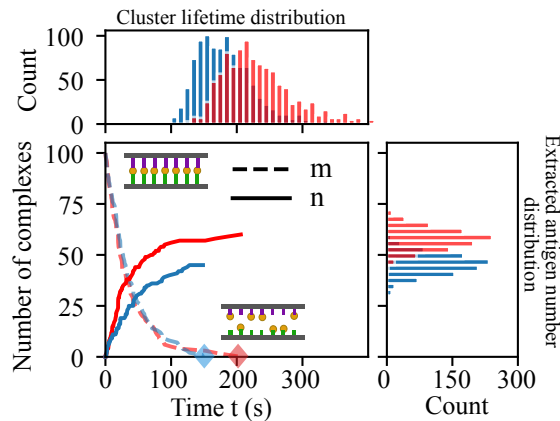 Cluster lifetime distribution
Count
100
50
0
Number of complexes
100
75
50
25
0
m
n
0
100
200
300
Time t (s)
0
150
300
Count
Extracted antigen number
distribution